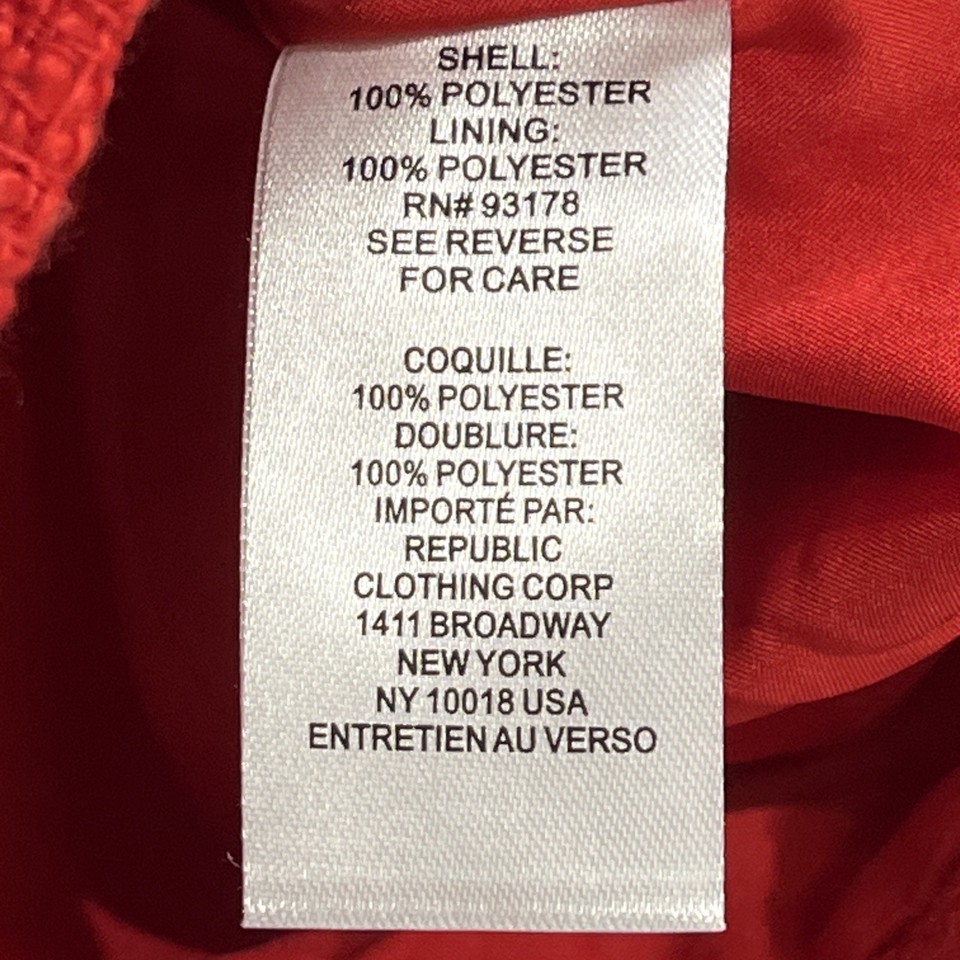 SHELL:
100% POLYESTER
LINING:
100% POLYESTER
RN# 93178
SEE REVERSE
FOR CARE
COQUILLE:
100% POLYESTER
DOUBLURE:
100% POLYESTER
IMPORTÉ PAR:
REPUBLIC
CLOTHING CORP
1411 BROADWAY
NEW YORK
NY 10018 USA
ENTRETIEN AU VERSO